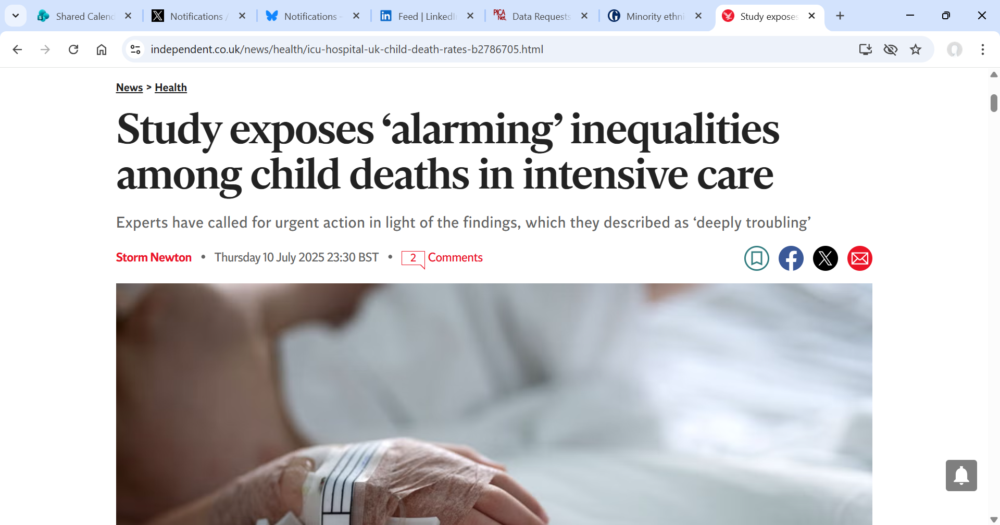 Shared Calend
Notifications /
Notifications -
Feed | LinkedI
PICA
Net
Data Requests
Minority ethni
Study exposes
independent.co.uk/news/health/icu-hospital-uk-child-death-rates-b2786705.html
News > Health
Study exposes ‘alarming’ inequalities
among child deaths in intensive care
Experts have called for urgent action in light of the findings, which they described as ‘deeply troubling’
Storm Newton • Thursday 10 July 2025 23:30 BST • 2 Comments